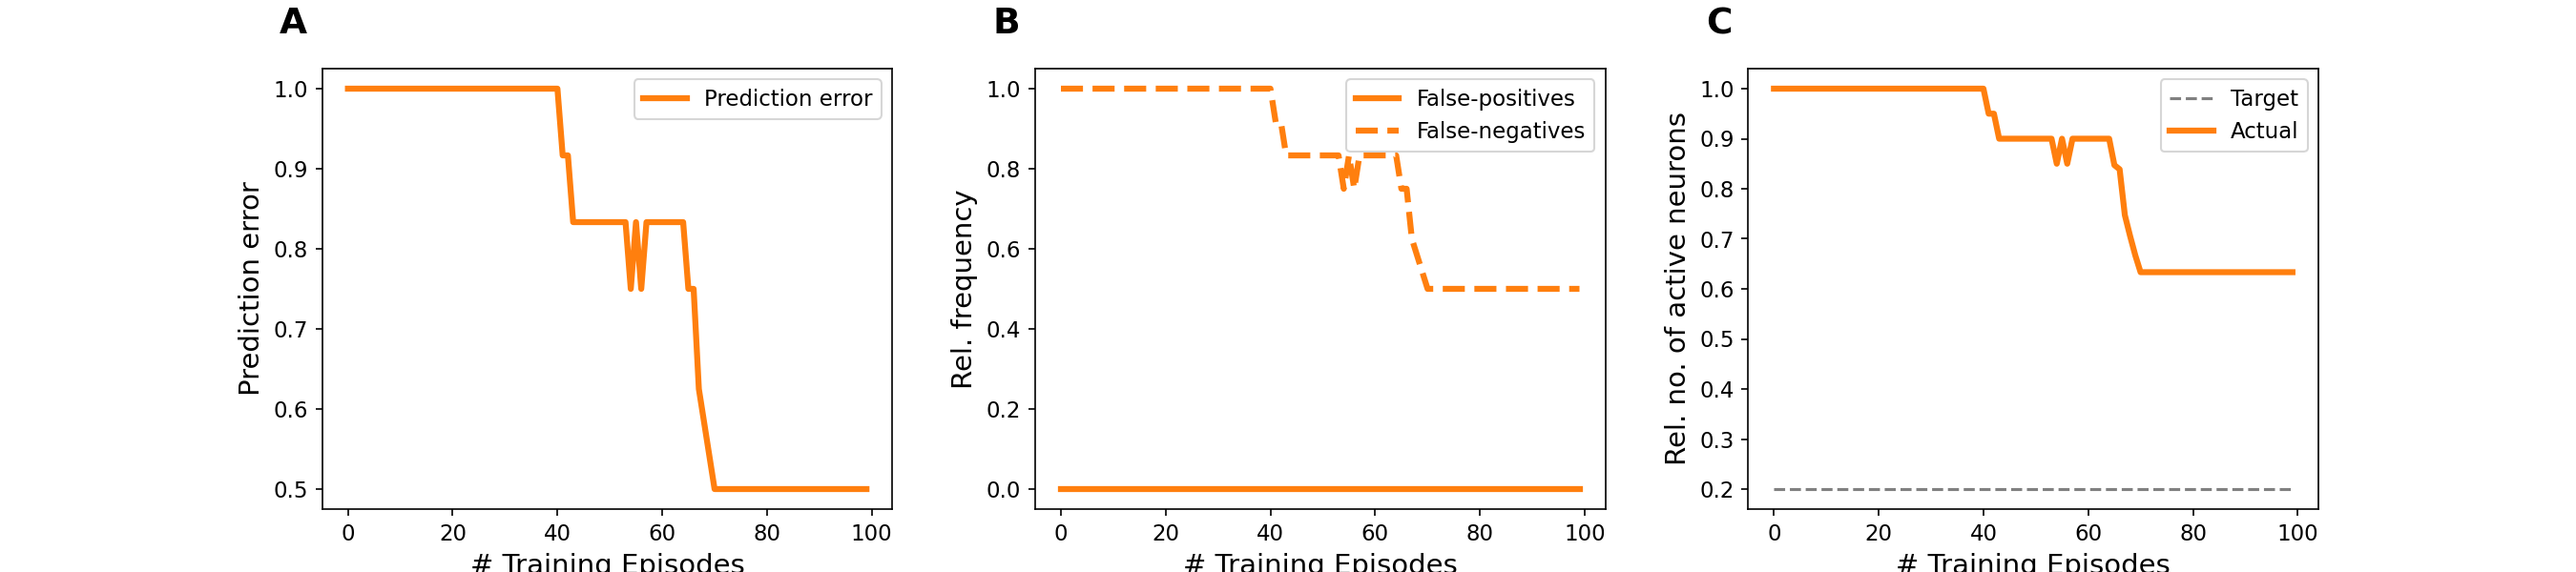 A
B
C
Prediction error
1.0
0.9
0.8
0.7
0.6
0.5
Prediction error
0
20
40
60
80
100
# Training Episodes
Rel. frequency
1.0
0.8
0.6
0.4
0.2
0.0
False-positives
False-negatives
0
20
40
60
80
100
# Training Episodes
Rel. no. of active neurons
1.0
0.9
0.8
0.7
0.6
0.5
0.4
0.3
0.2
Target
Actual
0
20
40
60
80
100
# Training Episodes